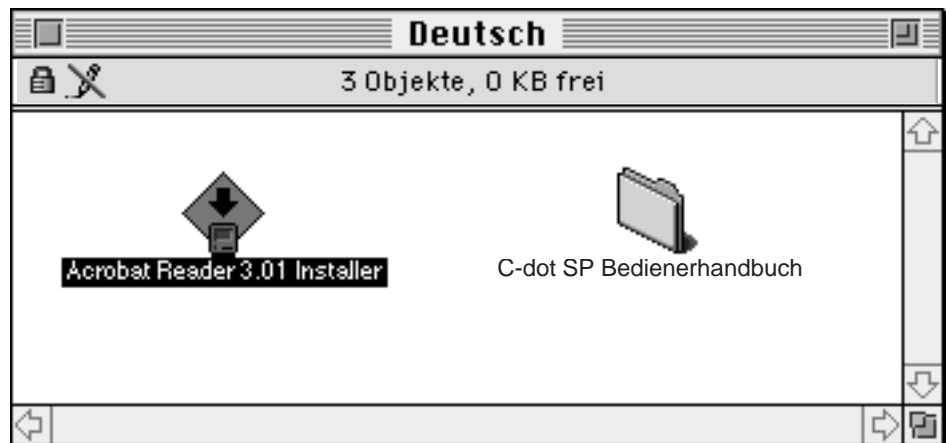 Deutsch
3 Objekte, 0 KB frei
Acrobat Reader 3.01 Installer
C-dot SP Bedienerhandbuch